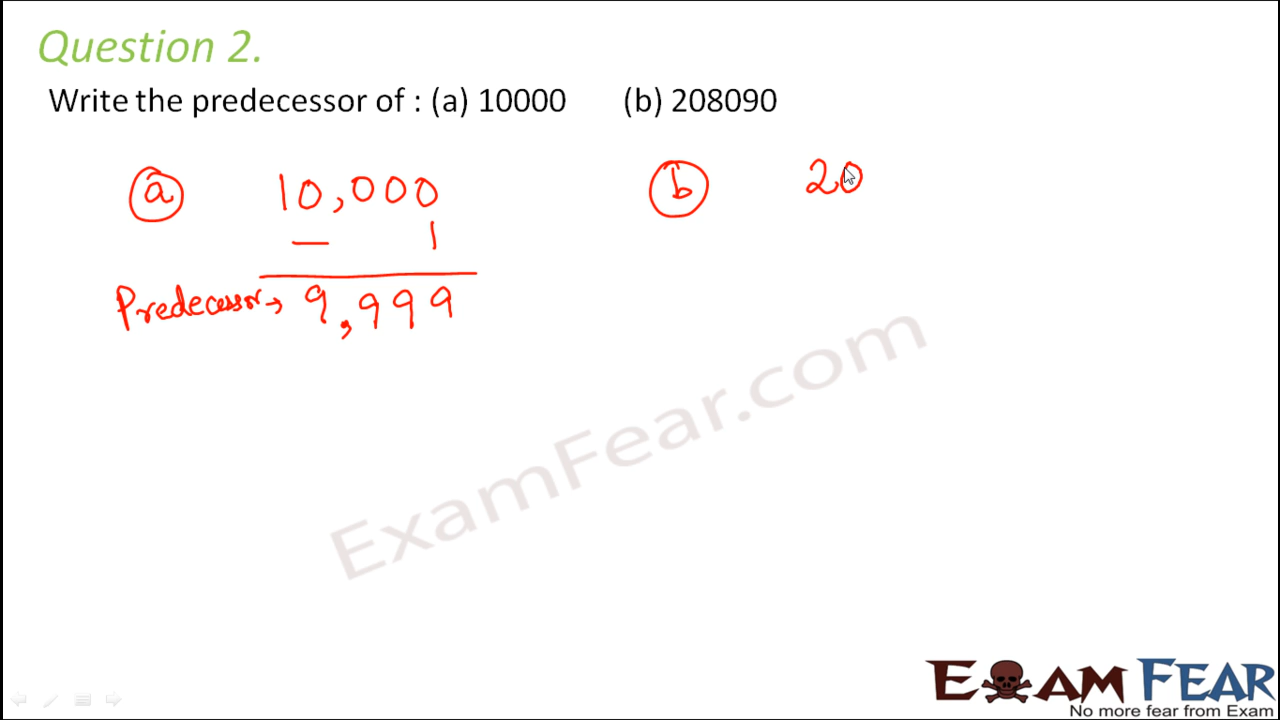 Question 2.
Write the predecessor of : (a) 10000 (b) 208090
a 10,000 b 20
— 1
Predecessor→ 9,999
ExamFear.com
EXAM FEAR
No more fear from Exam